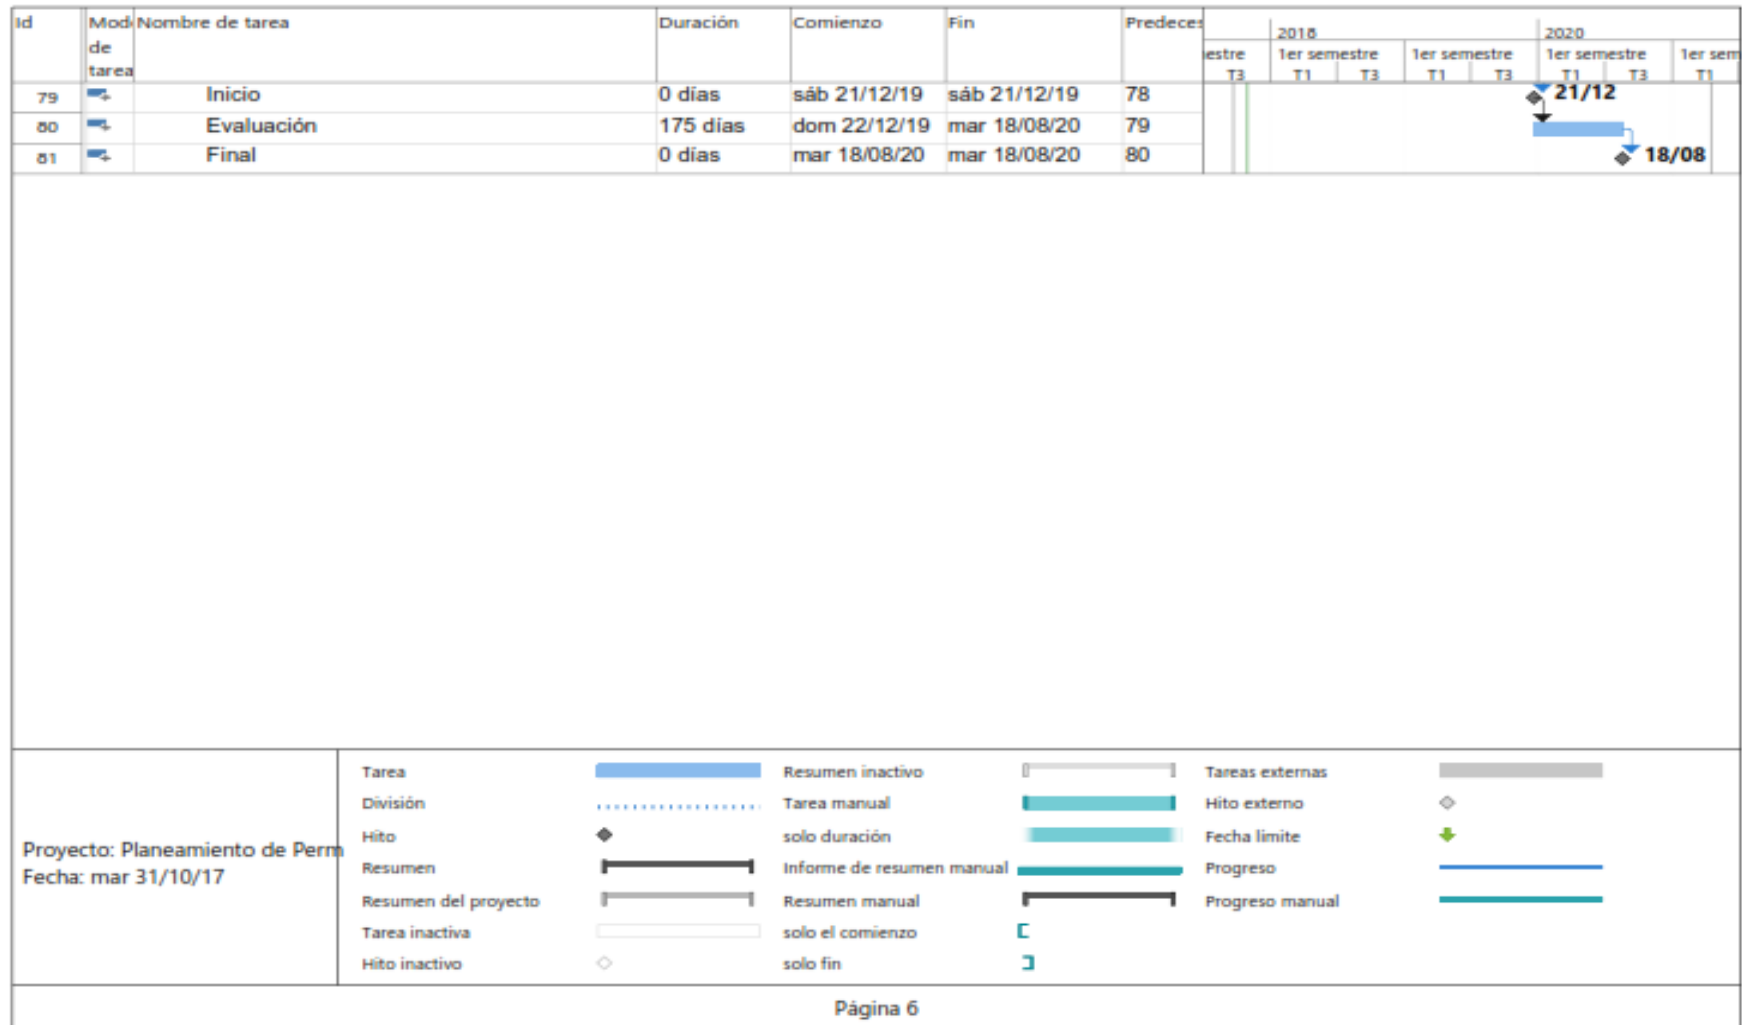 Id Mod Nombre de tarea Duración Comienzo Fin Predeces
de
tarea
2018 2020
estre 1er semestre 1er semestre 1er semestre 1er sem
T3 T1 T3 T1 T3 T1 T3 T1
79 Inicio 0 días sáb 21/12/19 sáb 21/12/19 78 21/12
80 Evaluación 175 días dom 22/12/19 mar 18/08/20 79
81 Final 0 días mar 18/08/20 mar 18/08/20 80 18/08
Proyecto: Planeamiento de Perm
Fecha: mar 31/10/17
Tarea Resumen inactivo Tareas externas
División Tarea manual Hito externo
Hito solo duración Fecha límite
Resumen Informe de resumen manual Progreso
Resumen del proyecto Resumen manual Progreso manual
Tarea inactiva solo el comienzo
Hito inactivo solo fin
Página 6